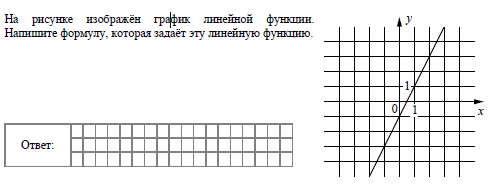 На рисунке изображён график линейной функции.
Напишите формулу, которая задаёт эту линейную функцию.
y
1
0 1
x
Ответ: